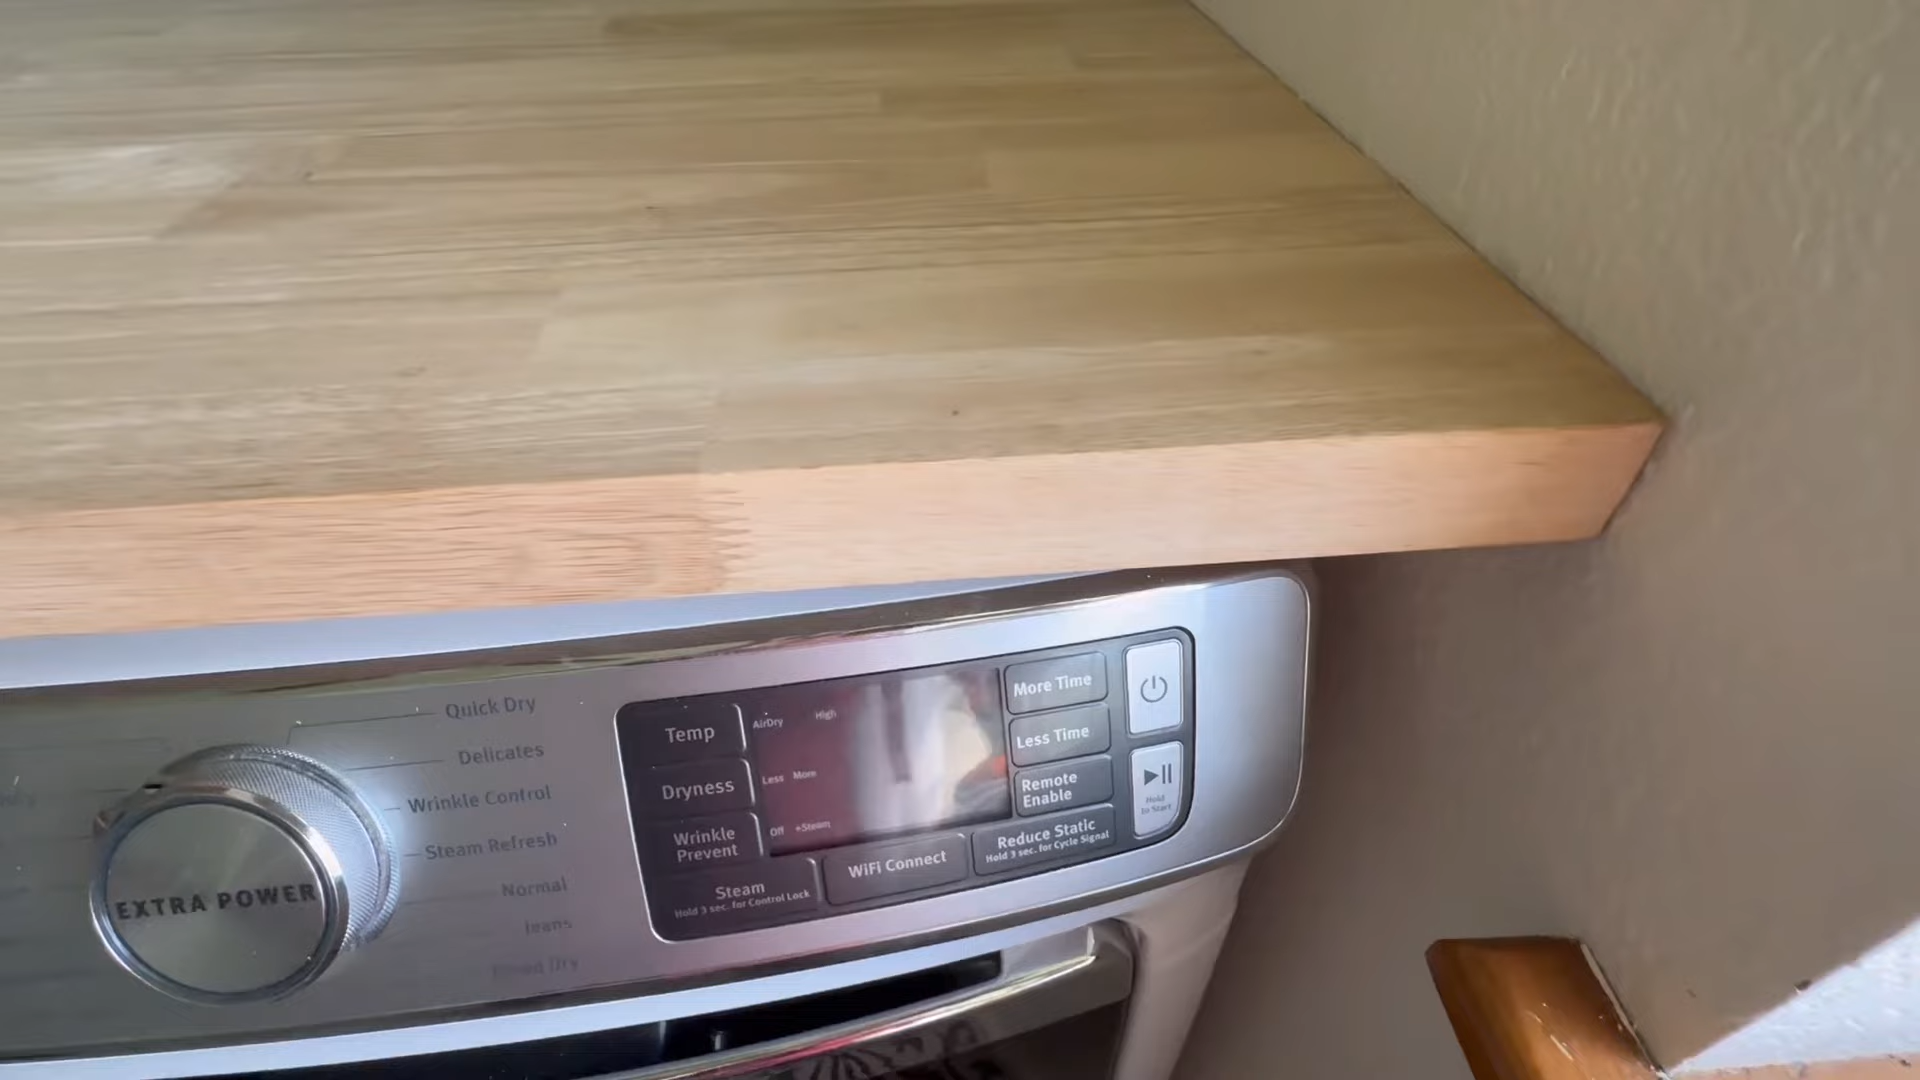 Quick Dry
Delicates
Wrinkle Control
Steam Refresh
Normal
Jeans
EXTRA POWER
Temp
AirDry High
Dryness
Less More
Wrinkle
Prevent
Off +Steam
Steam
Hold 3 sec. for Control Lock
WiFi Connect
Reduce Static
Hold 3 sec. for Cycle Signal
More Time
Less Time
Remote
Enable
Hold
to Start